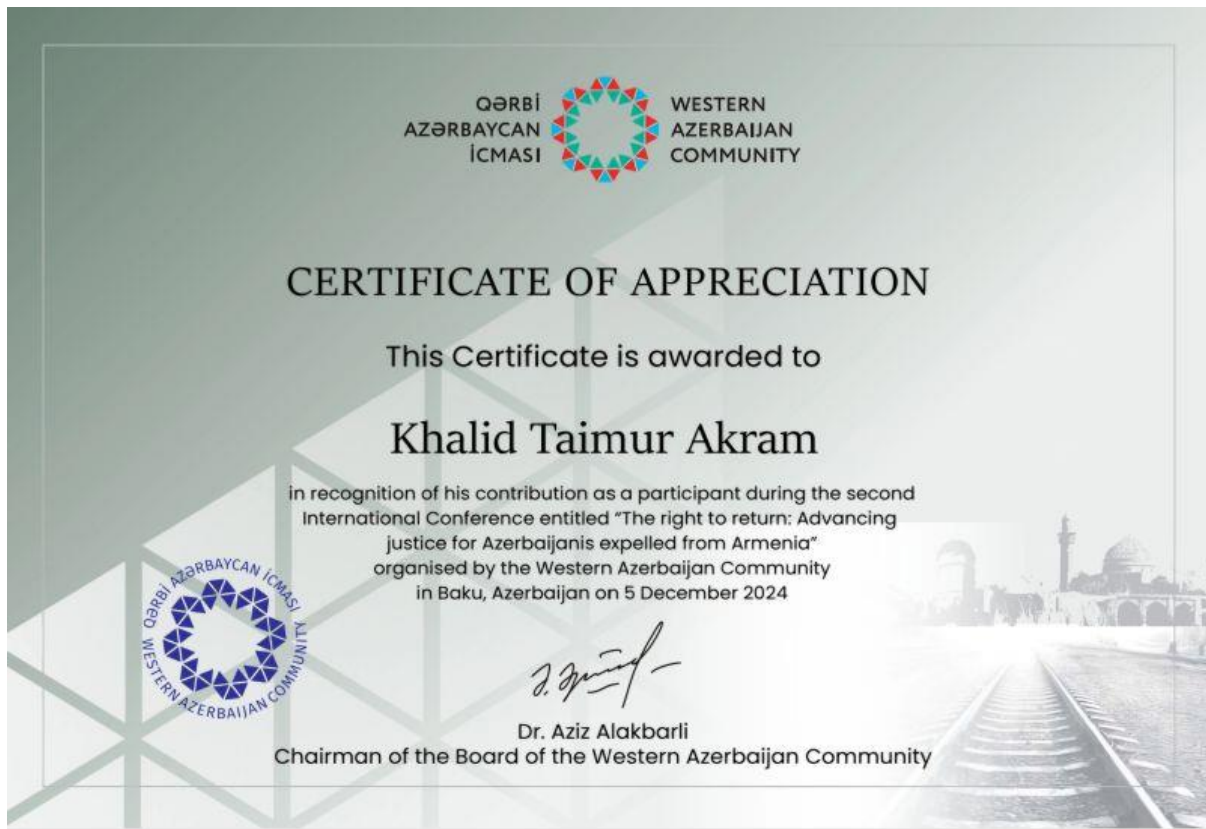 QƏRBİ
AZƏRBAYCAN
İCMASI
WESTERN
AZERBAIJAN
COMMUNITY
CERTIFICATE OF APPRECIATION
This Certificate is awarded to
Khalid Taimur Akram
in recognition of his contribution as a participant during the second
International Conference entitled “The right to return: Advancing
justice for Azerbaijanis expelled from Armenia”
organised by the Western Azerbaijan Community
in Baku, Azerbaijan on 5 December 2024
QƏRBİ AZƏRBAYCAN İCMASI
WESTERN AZERBAIJAN COMMUNITY
Dr. Aziz Alakbarli
Chairman of the Board of the Western Azerbaijan Community